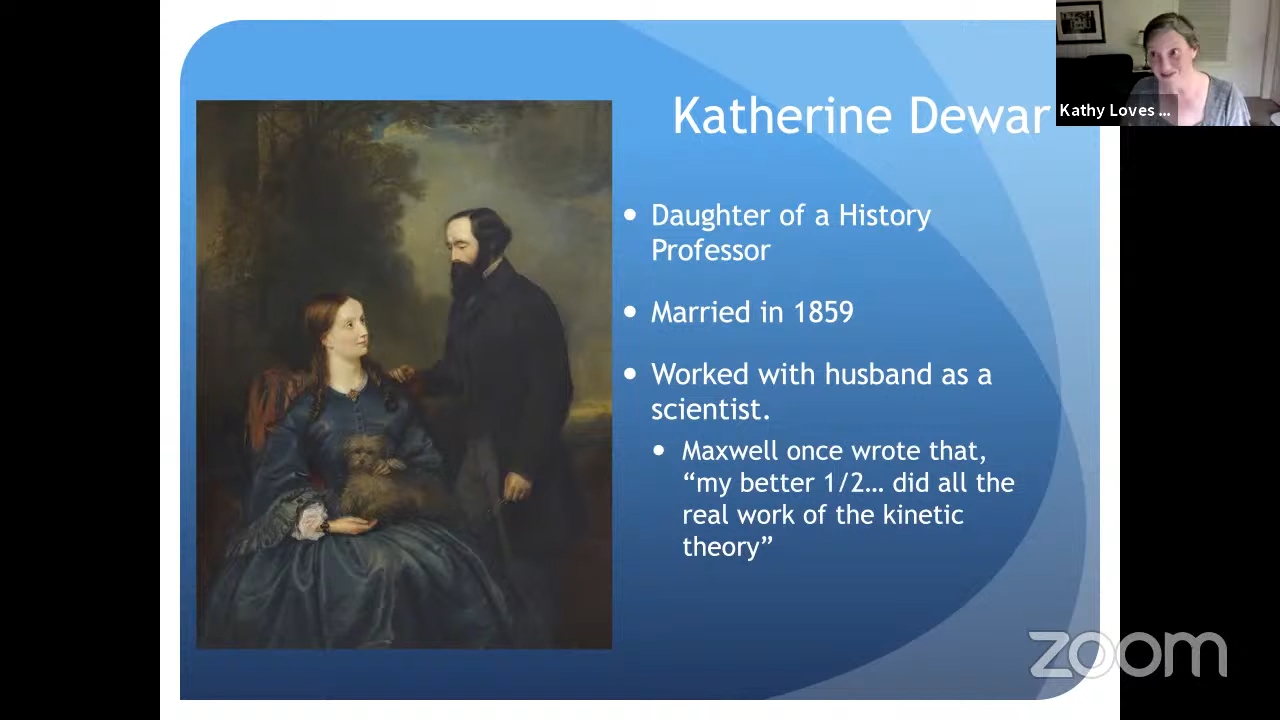 Katherine Dewar
Kathy Loves ...
• Daughter of a History
Professor
• Married in 1859
• Worked with husband as a
scientist.
• Maxwell once wrote that,
“my better 1/2… did all the
real work of the kinetic
theory”
zoom